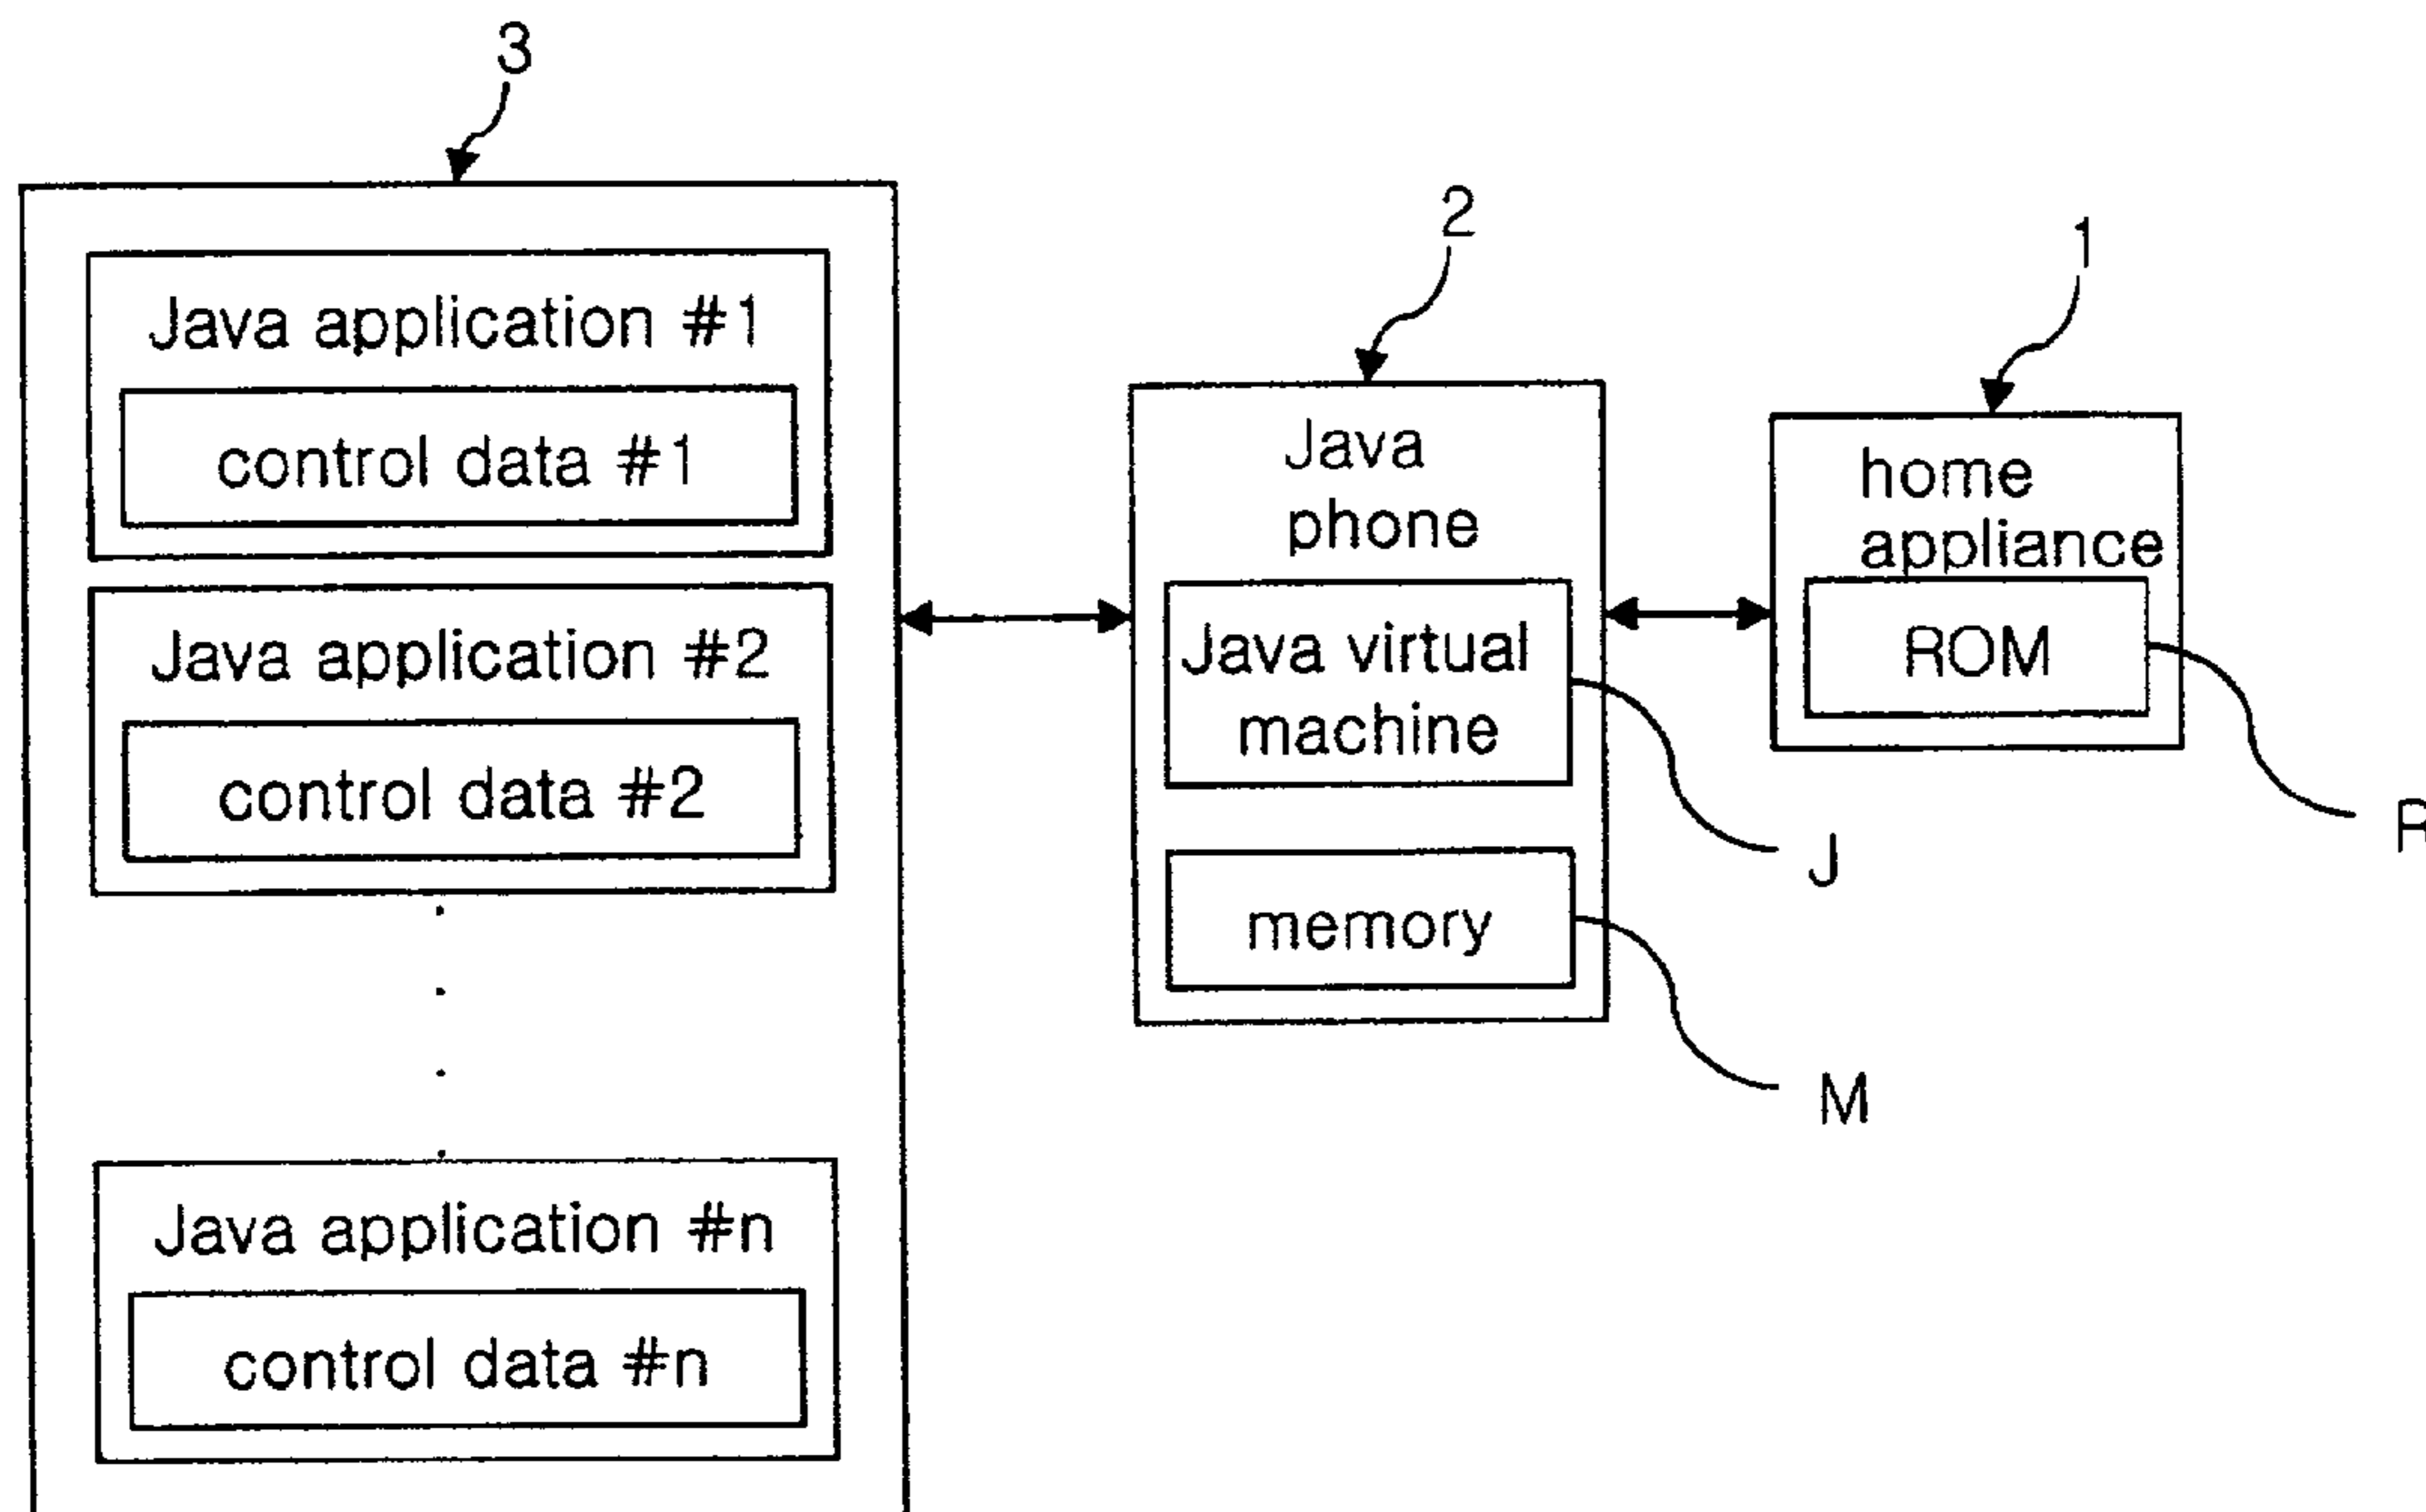 3
Java application #1
control data #1
Java application #2
control data #2
Java application #n
control data #n
2
Java
phone
Java virtual
machine
memory
J
M
1
home
appliance
ROM
R